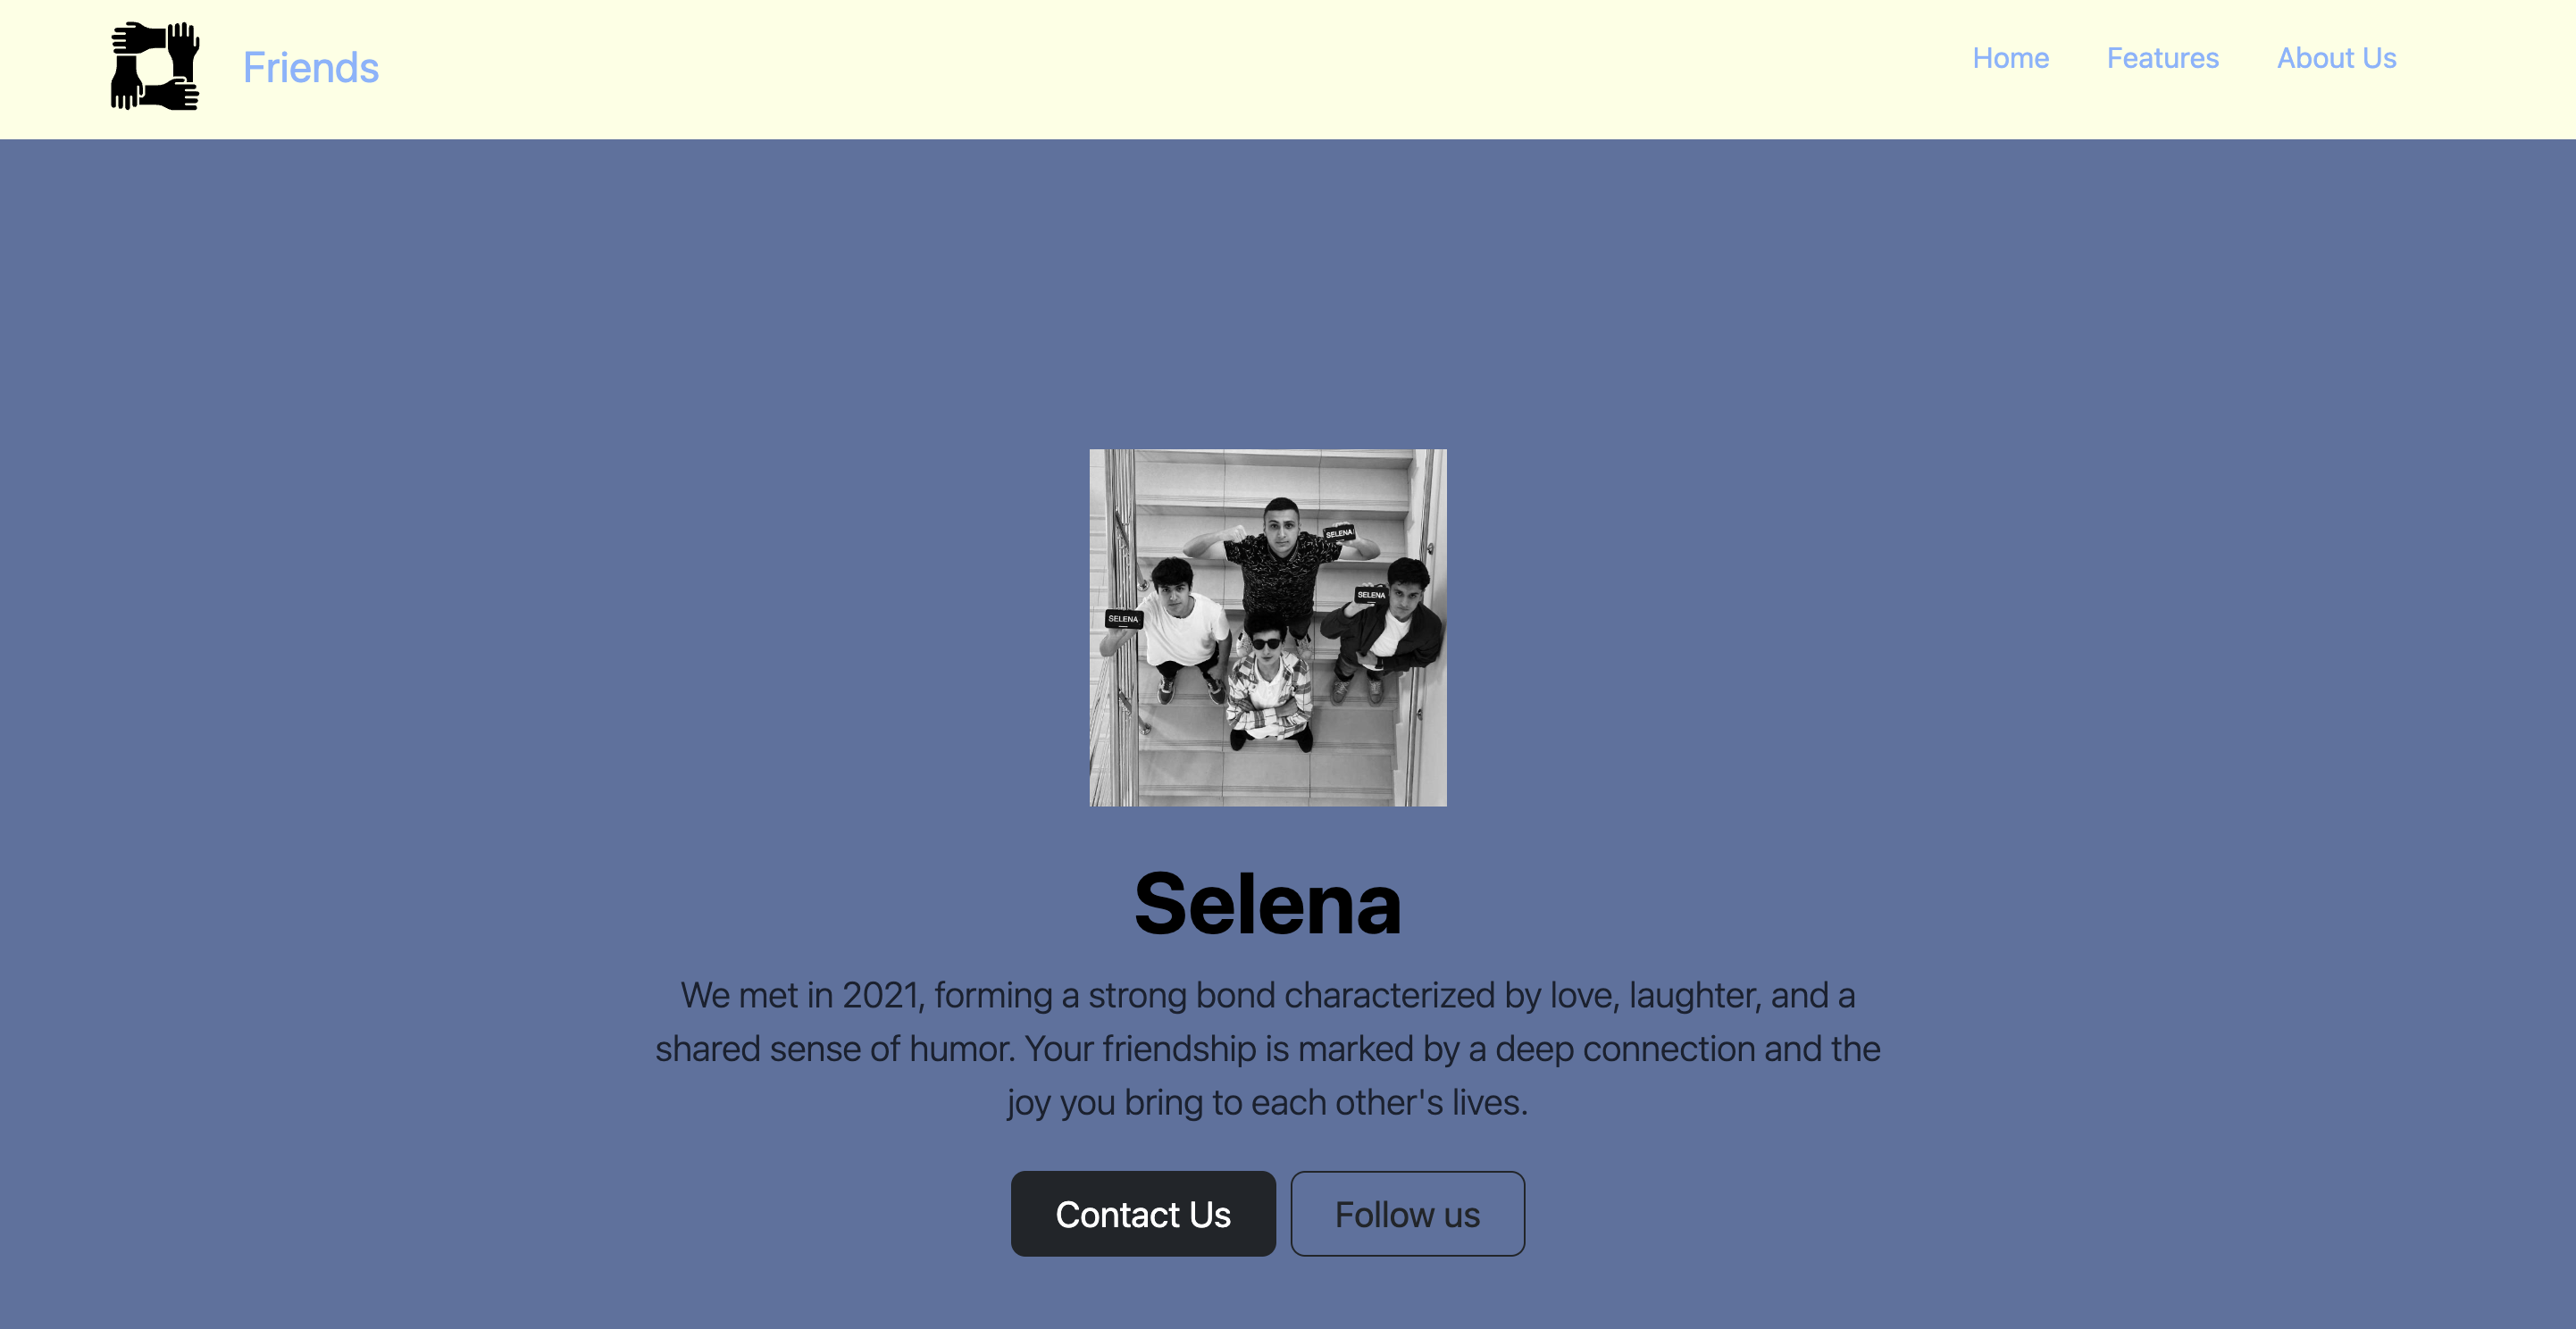 Friends
Home
Features
About Us
SELENA
SELENA
SELENA
Selena
We met in 2021, forming a strong bond characterized by love, laughter, and a
shared sense of humor. Your friendship is marked by a deep connection and the
joy you bring to each other's lives.
Contact Us
Follow us